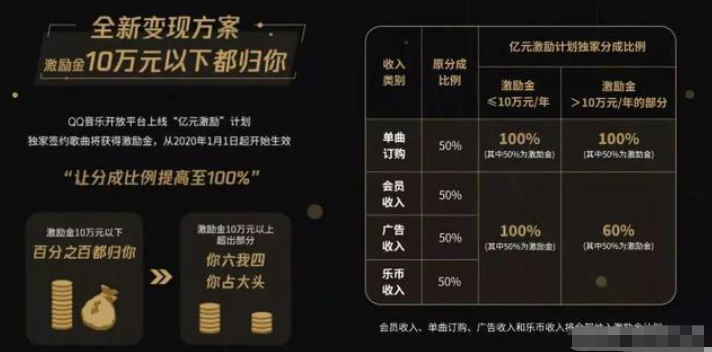 全新变现方案
激励金10万元以下都归你
QQ音乐开放平台上线“亿元激励”计划
独家签约歌曲将获得激励金，从2020年1月1日起开始生效
“让分成比例提高至100%”
激励金10万元以下
百分之百都归你
激励金10万元以上
超出部分
你六我四
你占大头
收入
类别
原分成
比例
亿元激励计划独家分成比例
激励金
≤10万元/年
激励金
＞10万元/年的部分
单曲
订购
50%
100%
(其中50%为激励金)
100%
(其中50%为激励金)
会员
收入
50%
广告
收入
50%
100%
(其中50%为激励金)
60%
(其中50%为激励金)
乐币
收入
50%
会员收入、单曲订购、广告收入和乐币收入将